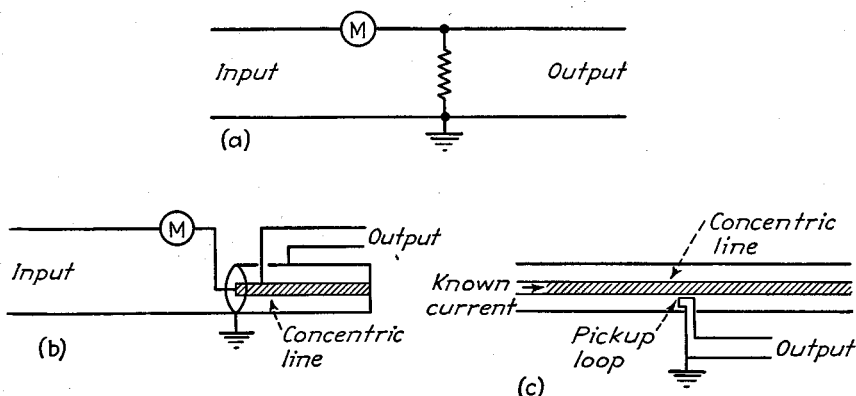 M
Input
Output
(a)
M
Output
Input
Concentric
line
(b)
Concentric
line
Known
current
Pickup
loop
Output
(c)